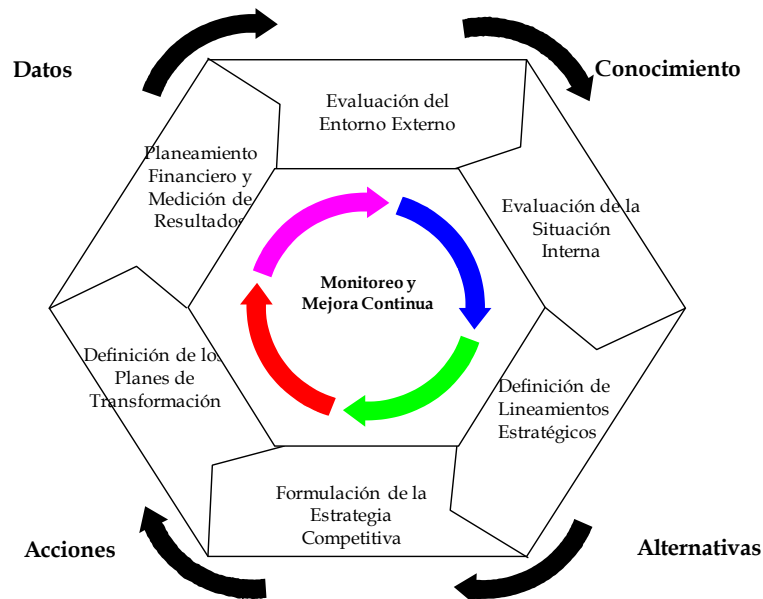 Datos
Conocimiento
Evaluación del
Entorno Externo
Planeamiento
Financiero y
Medición de
Resultados
Evaluación de la
Situación
Interna
Monitoreo y
Mejora Continua
Definición de los
Planes de
Transformación
Definición de
Lineamientos
Estratégicos
Formulación de la
Estrategia
Competitiva
Acciones
Alternativas